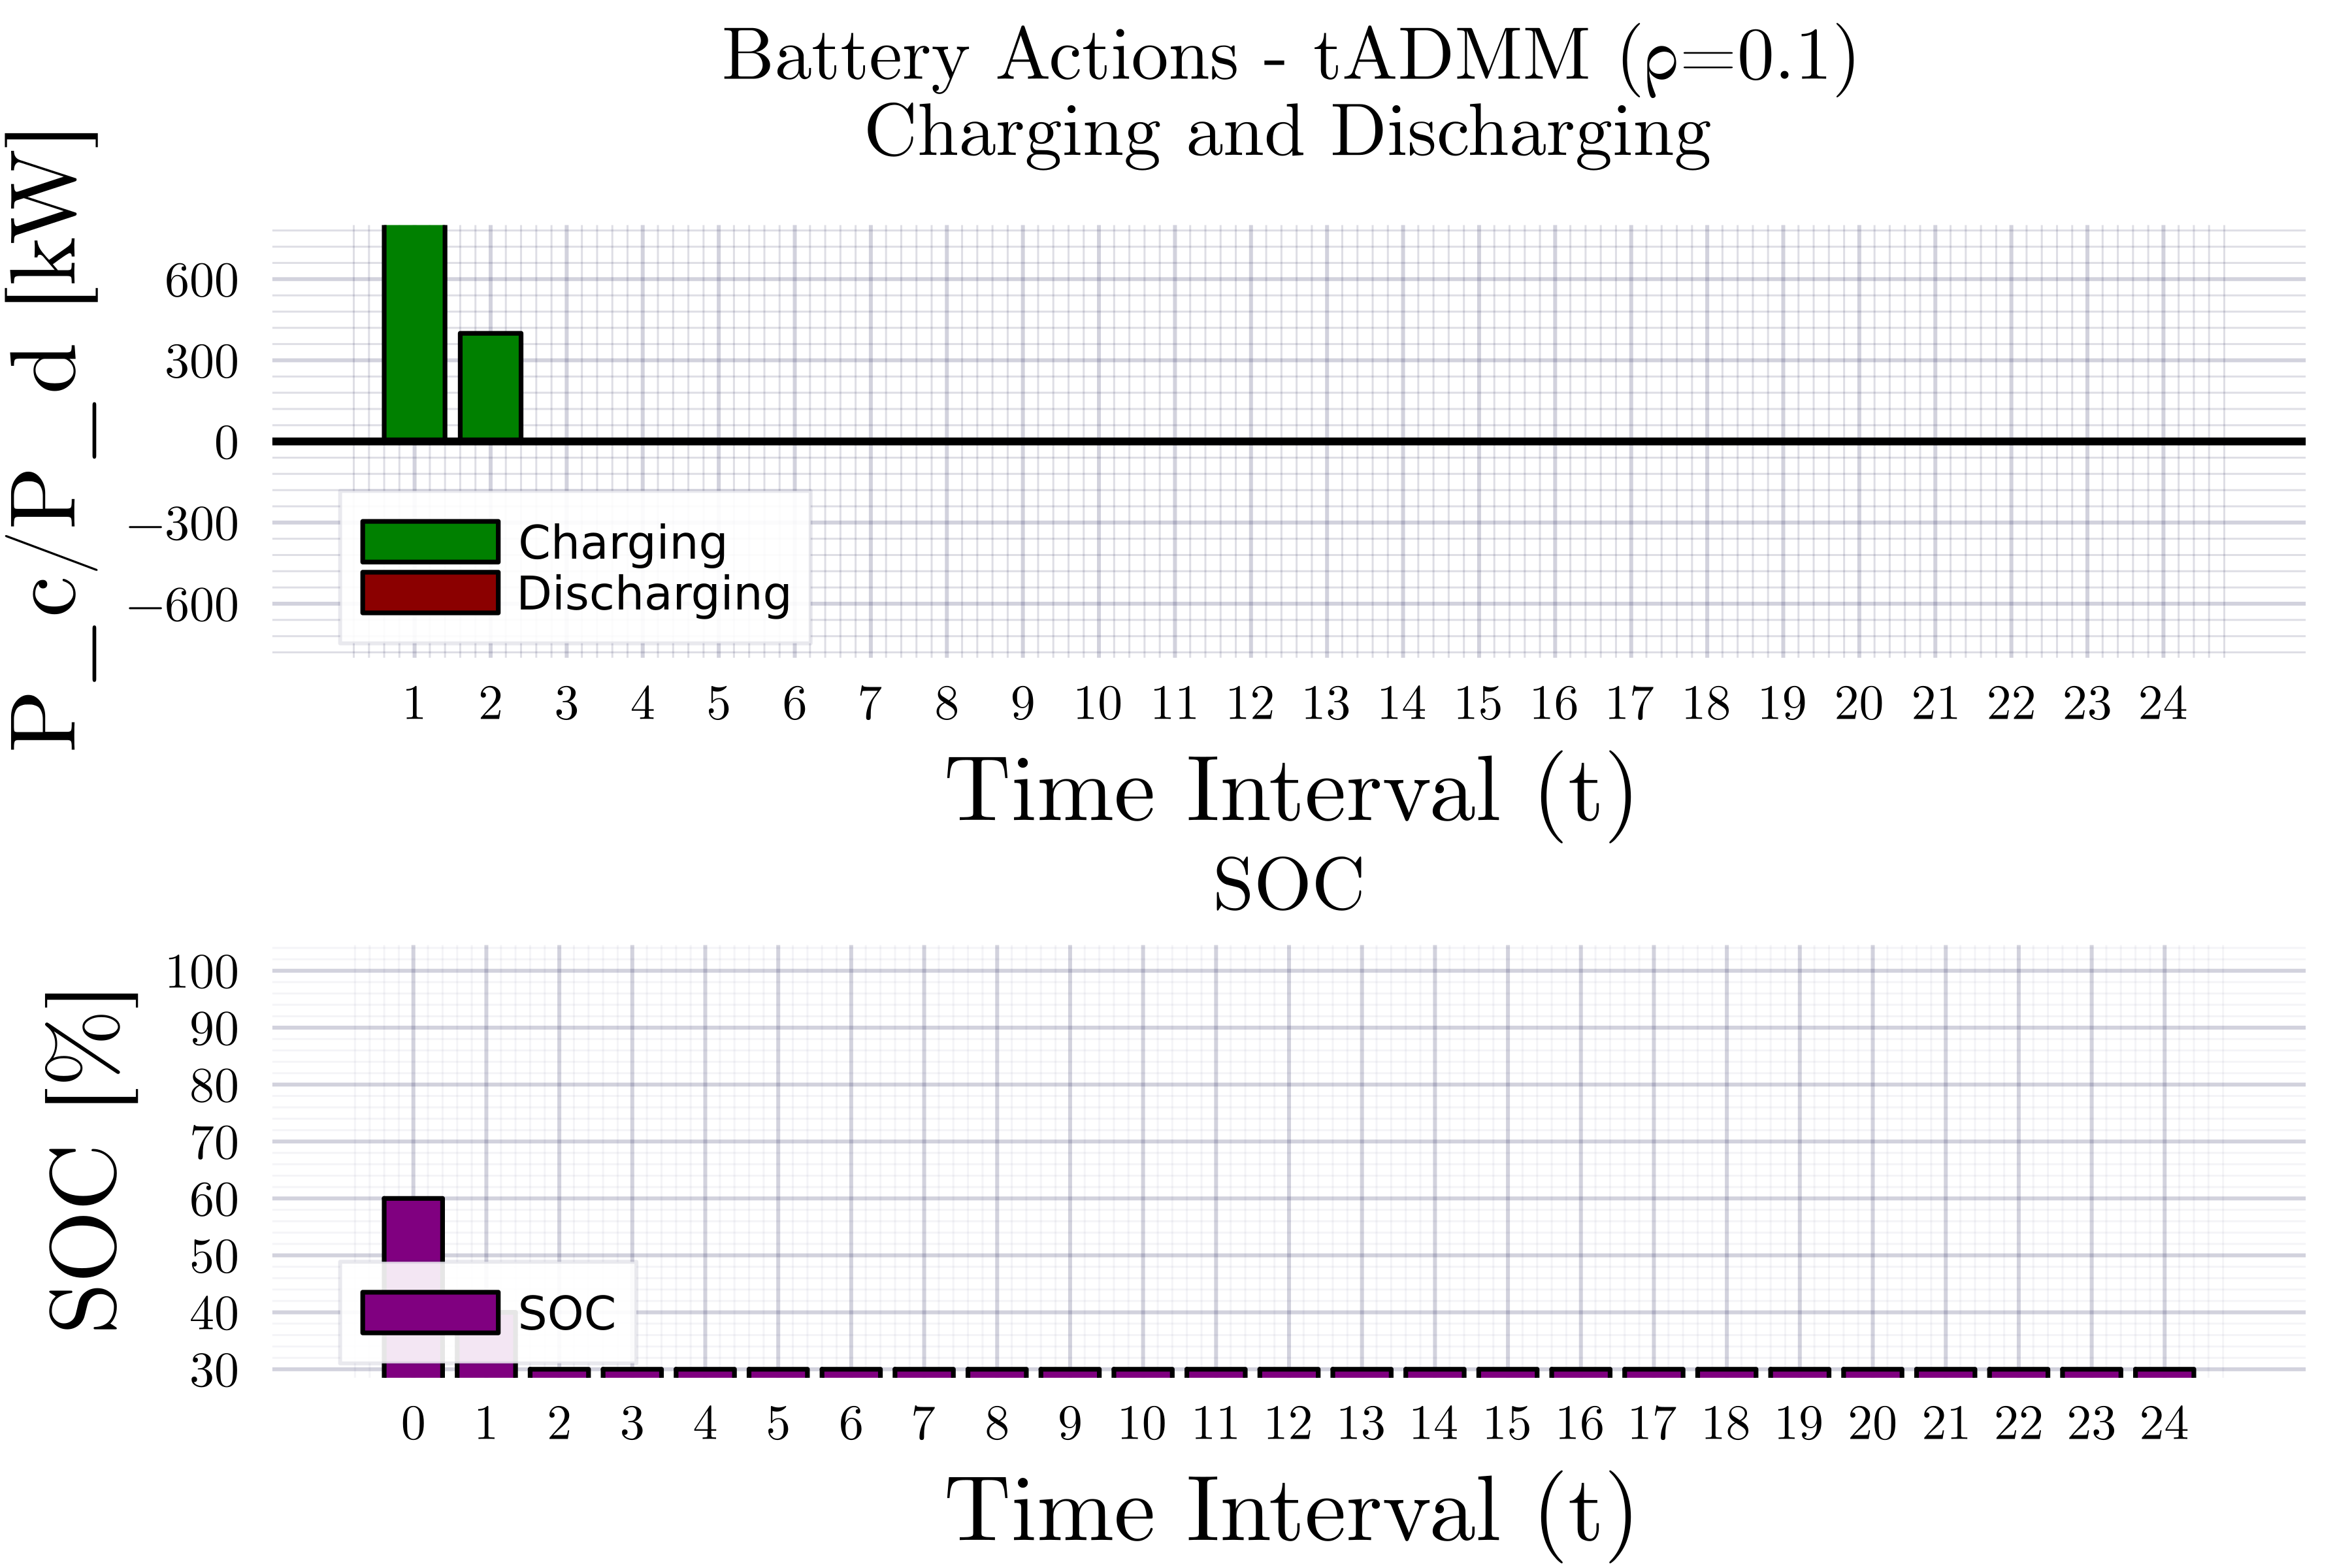 Battery Actions - tADMM (ρ=0.1)
Charging and Discharging
P_c/P_d [kW]
600
300
0
−300
−600
Charging
Discharging
1 2 3 4 5 6 7 8 9 10 11 12 13 14 15 16 17 18 19 20 21 22 23 24
Time Interval (t)
SOC
SOC [%]
100
90
80
70
60
50
40
30
SOC
0 1 2 3 4 5 6 7 8 9 10 11 12 13 14 15 16 17 18 19 20 21 22 23 24
Time Interval (t)